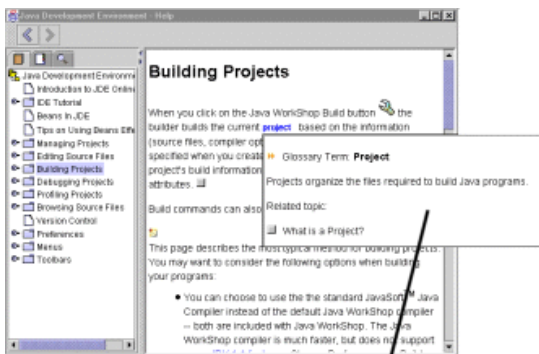 Java Development Environment - Help
Java Development Environme
Introduction to JDE Online
IDE Tutorial
Beans in JDE
Tips on Using Beans Effe
Managing Projects
Editing Source Files
Building Projects
Debugging Projects
Profiling Projects
Browsing Source Files
Version Control
Preferences
Menus
Toolbars
Building Projects
When you click on the Java WorkShop Build button the
builder builds the current project based on the information
(source files, compiler opt
specified when you create
project's build information
attributes.
Build commands can also
Glossary Term: Project
Projects organize the files required to build Java programs.
Related topic:
What is a Project?
This page describes the most typical method for building projects.
You may want to consider the following options when building
your programs:
• You can choose to use the the standard JavaSoft™ Java
Compiler instead of the default Java WorkShop compiler
-- both are included with Java WorkShop. The Java
WorkShop compiler is much faster, but does not support